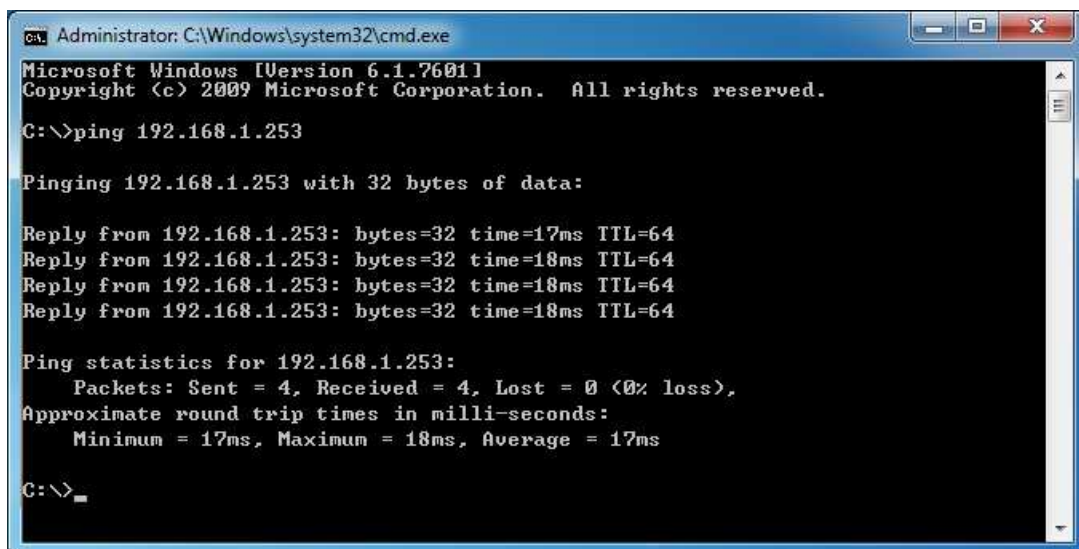 Administrator: C:\Windows\system32\cmd.exe
Microsoft Windows [Version 6.1.7601]
Copyright (c) 2009 Microsoft Corporation.  All rights reserved.
C:\>ping 192.168.1.253
Pinging 192.168.1.253 with 32 bytes of data:
Reply from 192.168.1.253: bytes=32 time=17ms TTL=64
Reply from 192.168.1.253: bytes=32 time=18ms TTL=64
Reply from 192.168.1.253: bytes=32 time=18ms TTL=64
Reply from 192.168.1.253: bytes=32 time=18ms TTL=64
Ping statistics for 192.168.1.253:
    Packets: Sent = 4, Received = 4, Lost = 0 (0% loss),
Approximate round trip times in milli-seconds:
    Minimum = 17ms, Maximum = 18ms, Average = 17ms
C:\>_